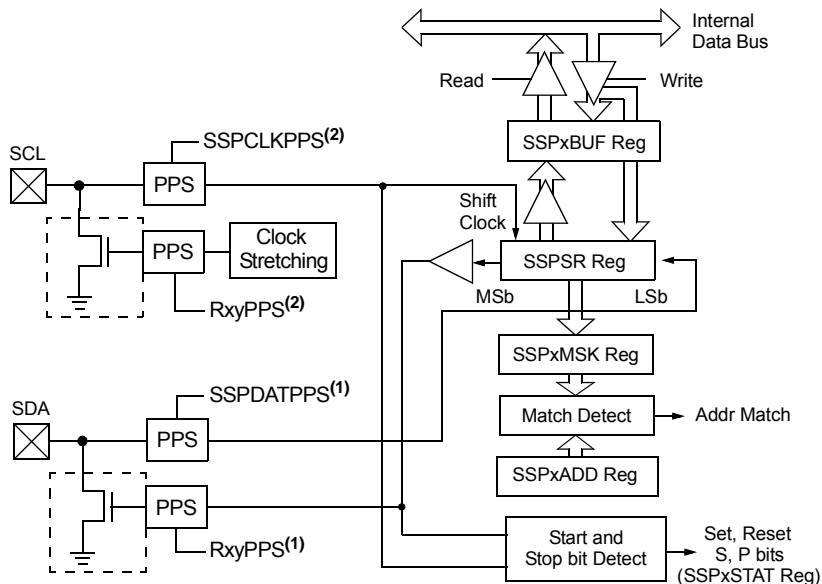 Internal
Data Bus
Read
Write
SSPCLKPPS(2)
SSPxBUF Reg
SCL
PPS
Shift
Clock
PPS
Clock
Stretching
SSPSR Reg
MSb
LSb
RxyPPS(2)
SSPxMSK Reg
SSPDATPPS(1)
SDA
PPS
Match Detect
Addr Match
SSPxADD Reg
PPS
Start and
Stop bit Detect
Set, Reset
S, P bits
(SSPxSTAT Reg)
RxyPPS(1)